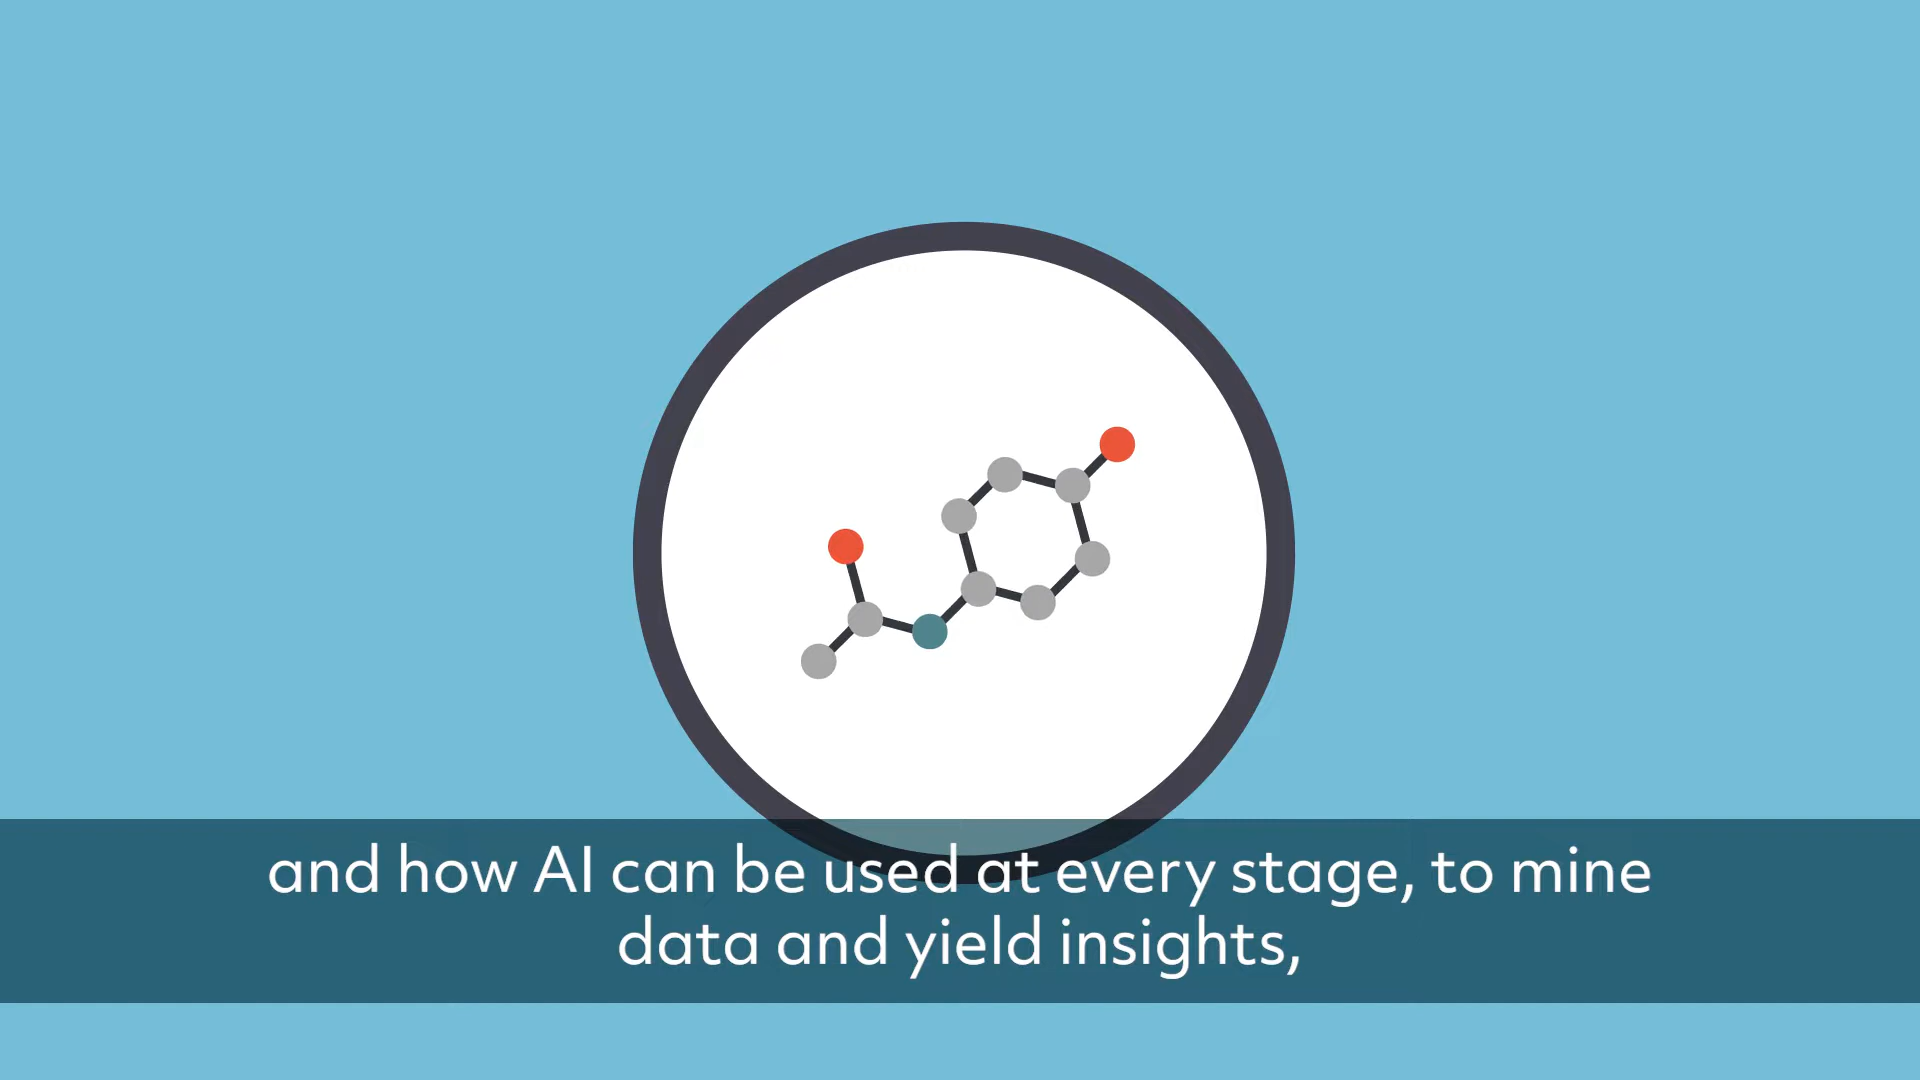 and how AI can be used at every stage, to mine
data and yield insights,